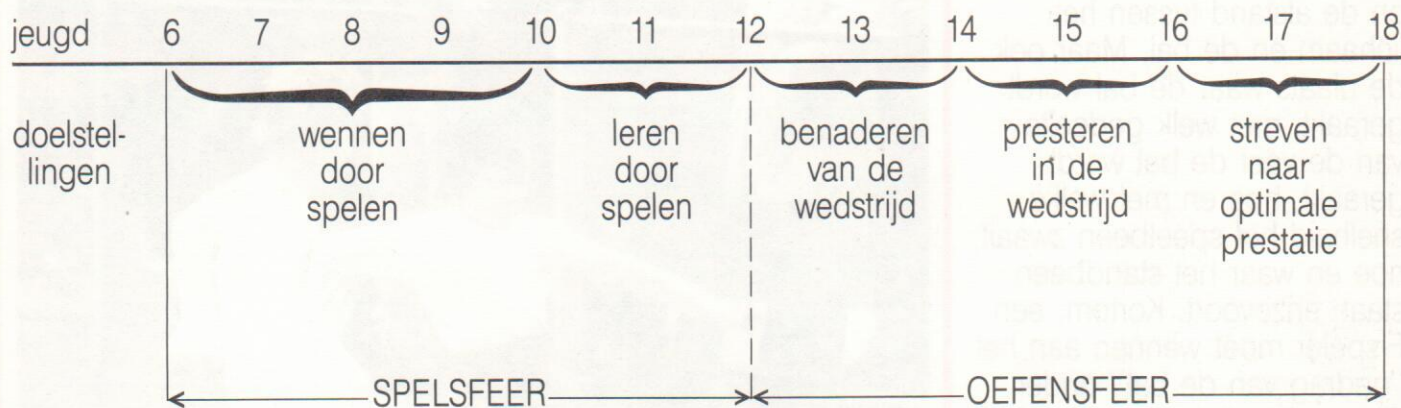 jeugd 6 7 8 9 10 11 12 13 14 15 16 17 18
doelstel-
lingen
wennen
door
spelen
leren
door
spelen
benaderen
van de
wedstrijd
presteren
in de
wedstrijd
streven
naar
optimale
prestatie
SPELSFEER
OEFENSFEER